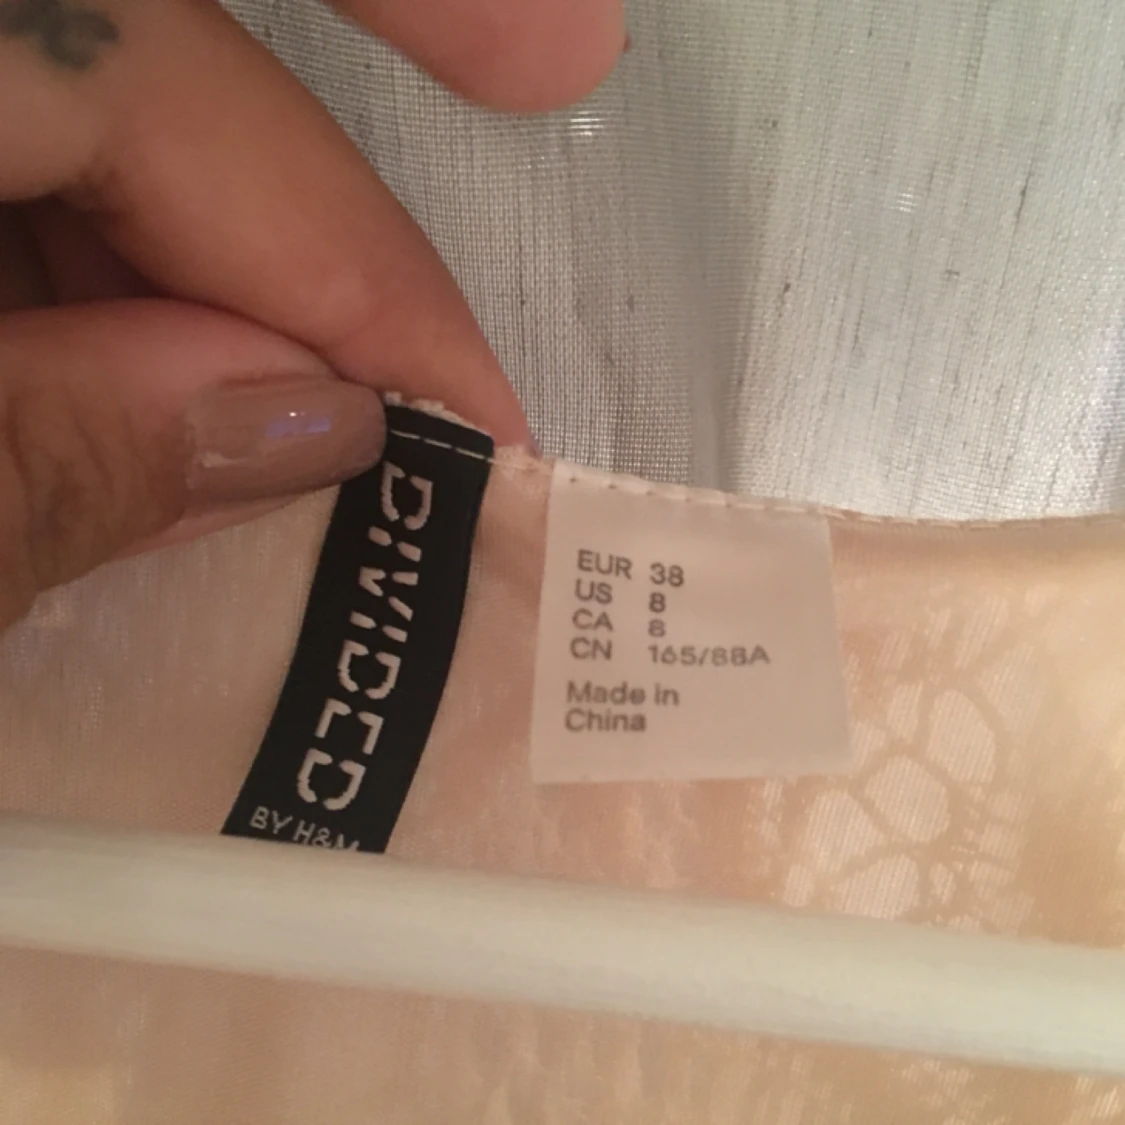 DIVIDED
BY H&M
EUR 38
US 8
CA 8
CN 165/88A
Made in
China